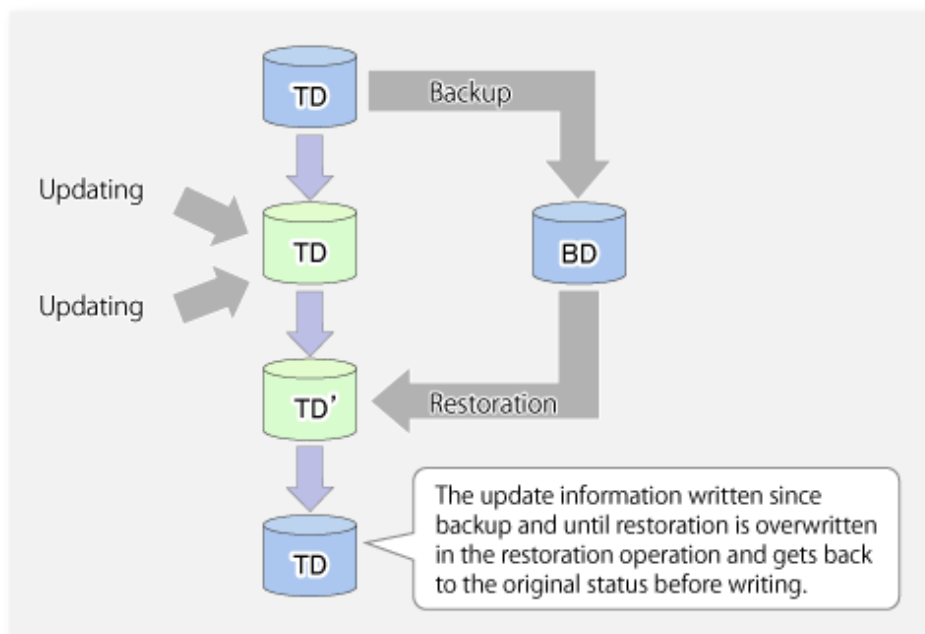 TD
Backup
Updating
TD
BD
Updating
TD'
Restoration
The update information written since
backup and until restoration is overwritten
in the restoration operation and gets back
to the original status before writing.
TD